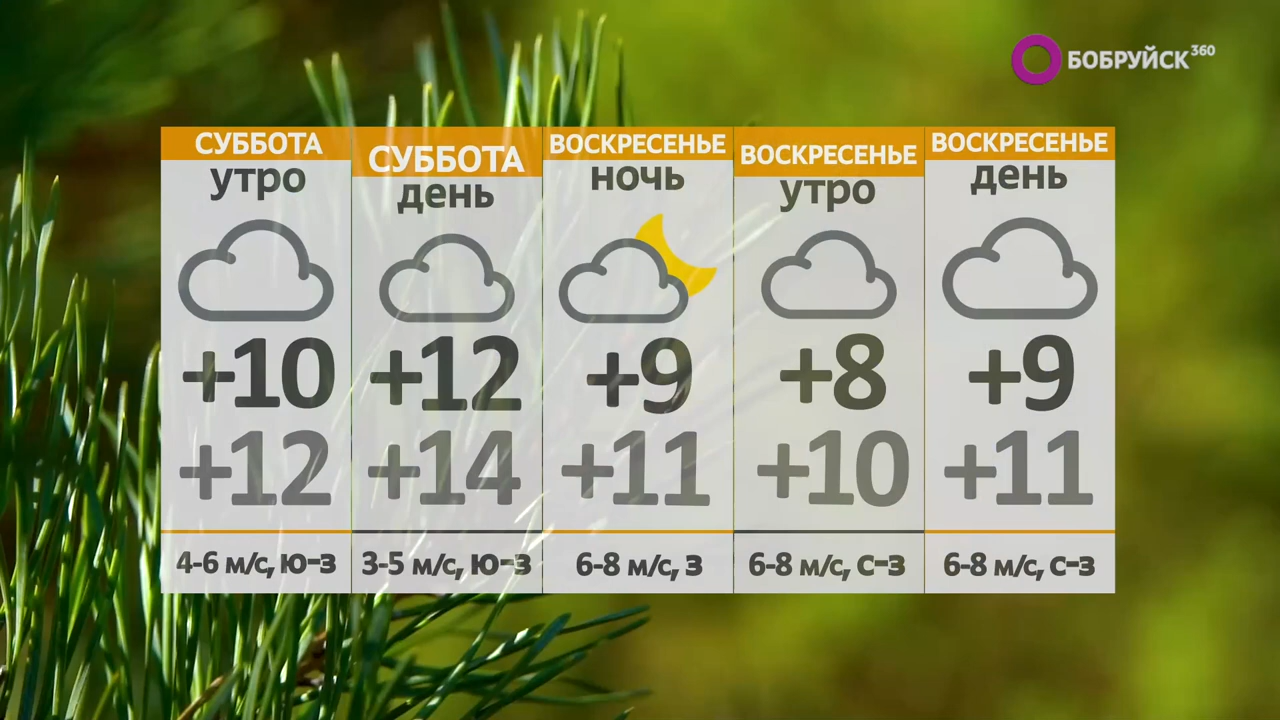 БОБРУЙСК360
СУББОТА
утро
+10
+12
4-6 м/с, ю-з
СУББОТА
день
+12
+14
3-5 м/с, ю-з
ВОСКРЕСЕНЬЕ
ночь
+9
+11
6-8 м/с, з
ВОСКРЕСЕНЬЕ
утро
+8
+10
6-8 м/с, с-з
ВОСКРЕСЕНЬЕ
день
+9
+11
6-8 м/с, с-з